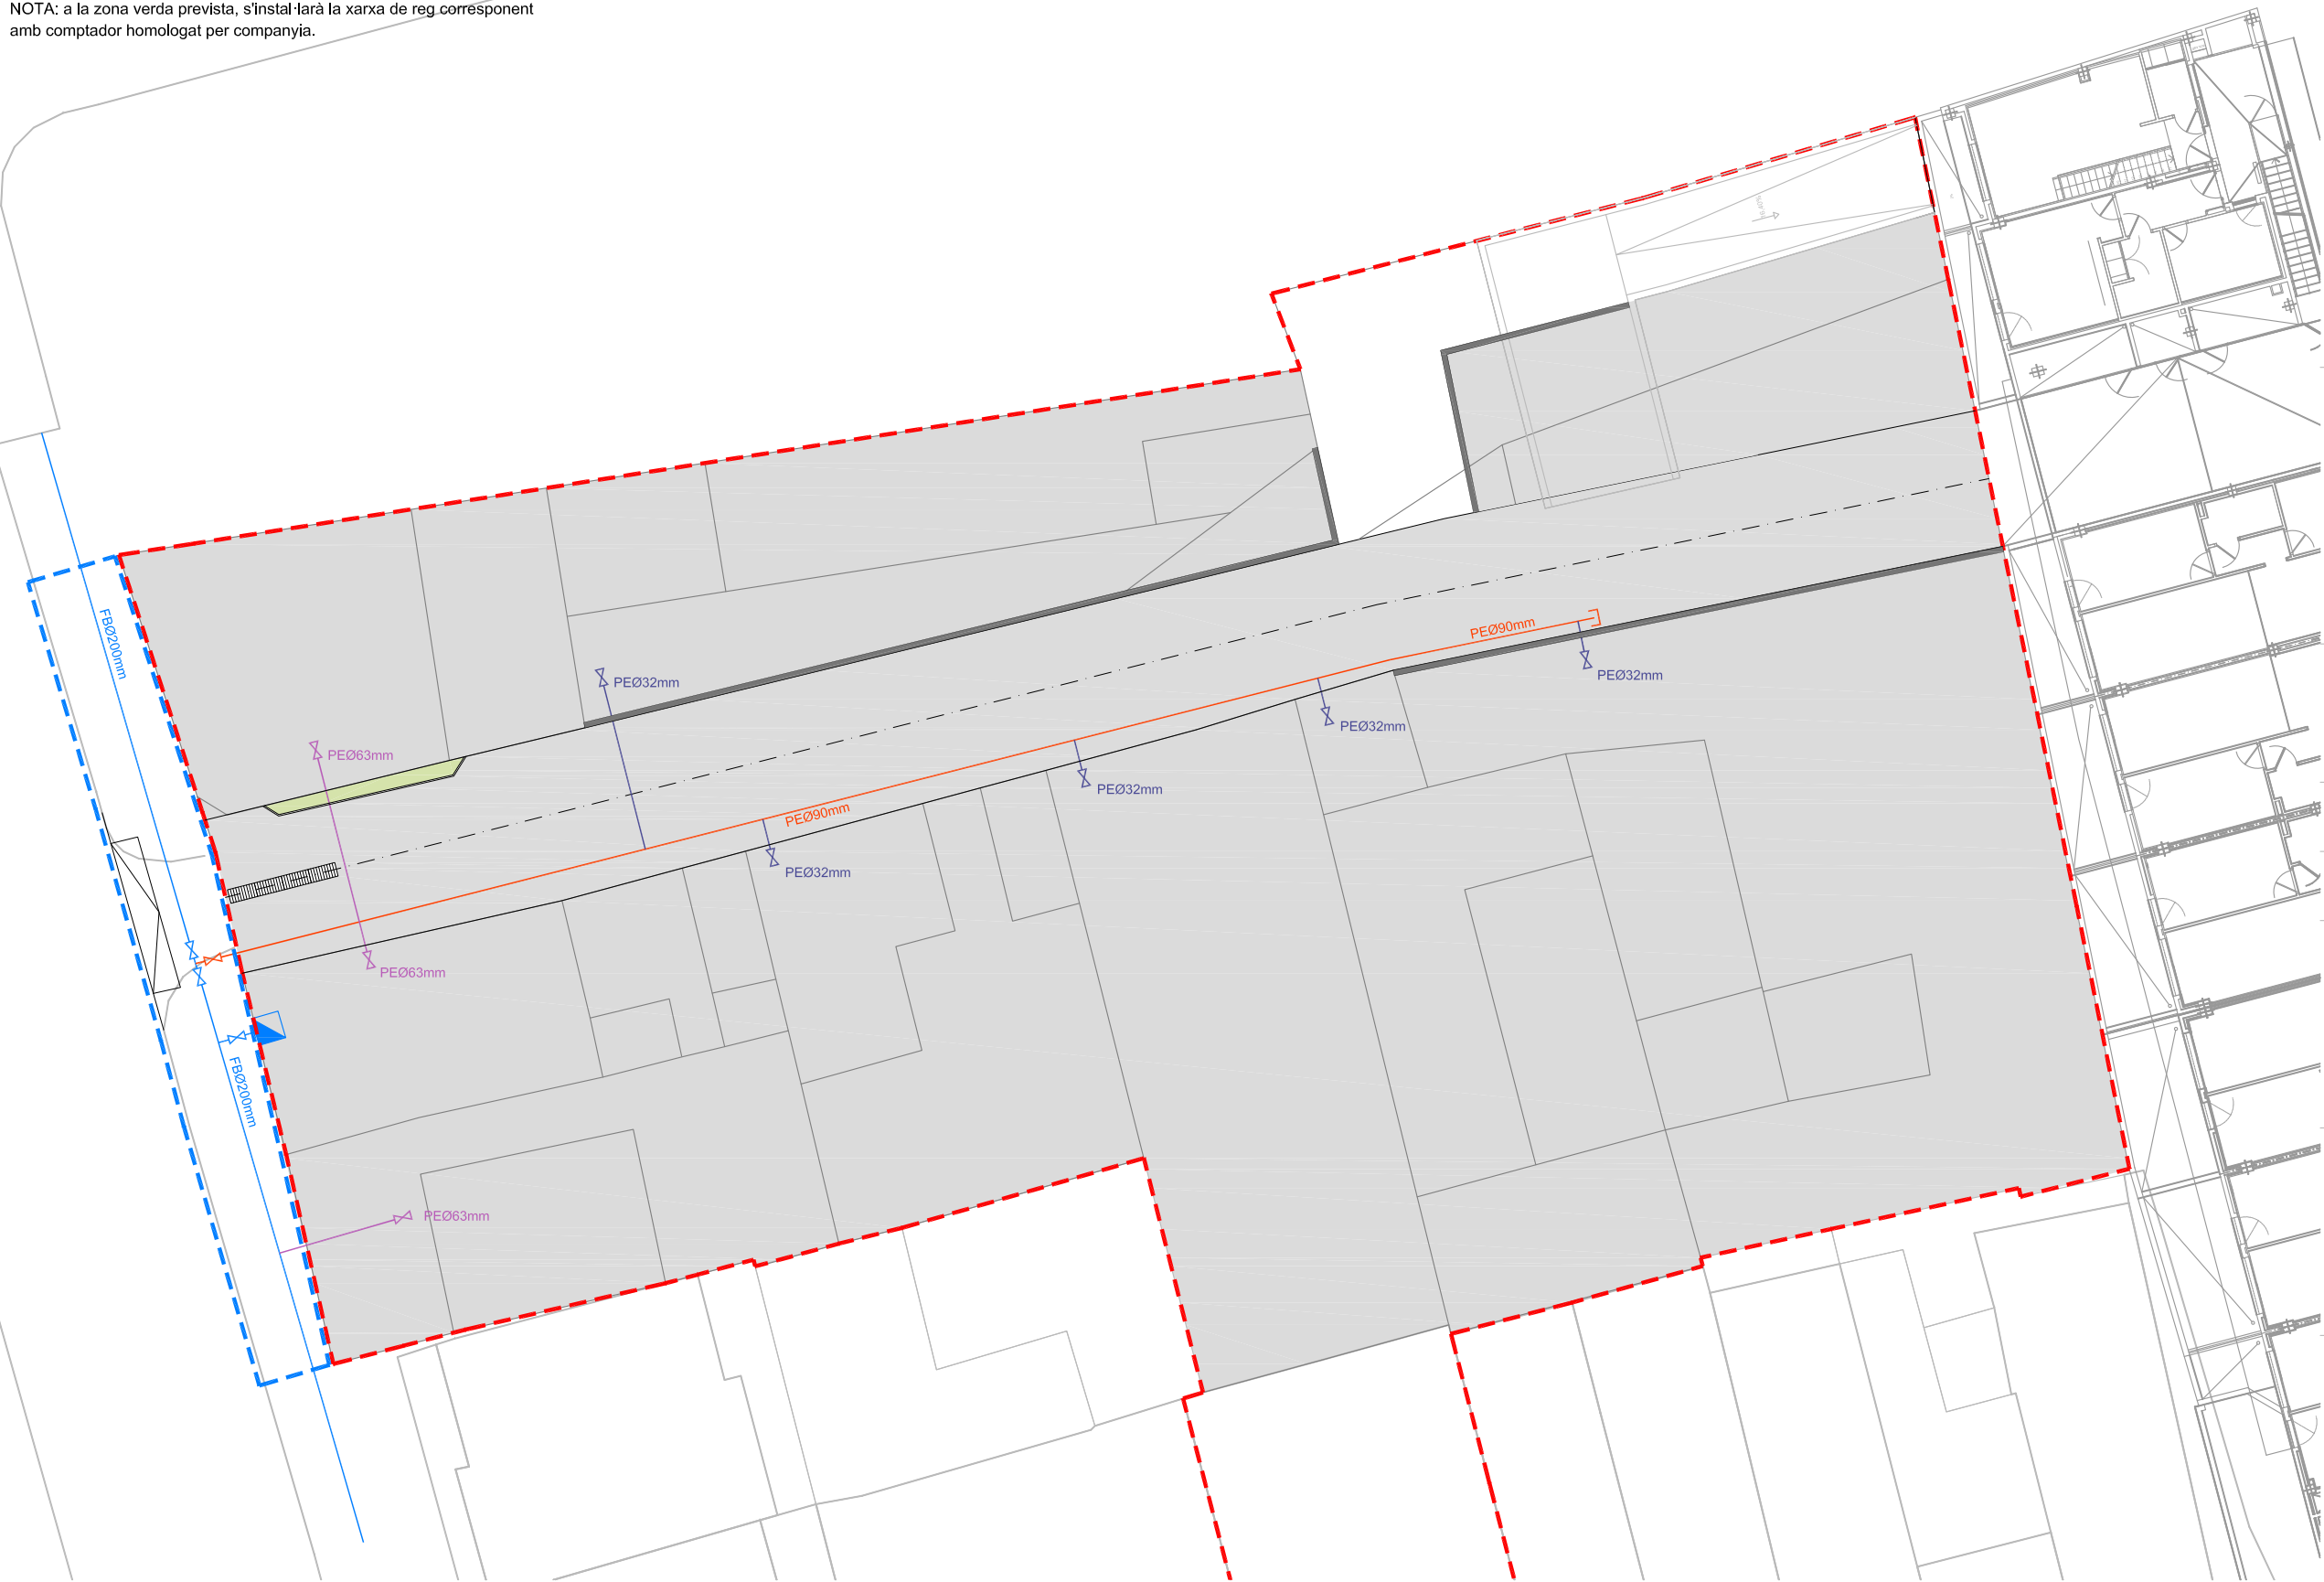 NOTA: a la zona verda prevista, s'instal·larà la xarxa de reg corresponent
amb comptador homologat per companyia.
FBØ200mm
PEØ90mm
PEØ32mm
PEØ32mm
PEØ32mm
PEØ63mm
PEØ32mm
PEØ90mm
PEØ32mm
PEØ63mm
FBØ200mm
PEØ63mm